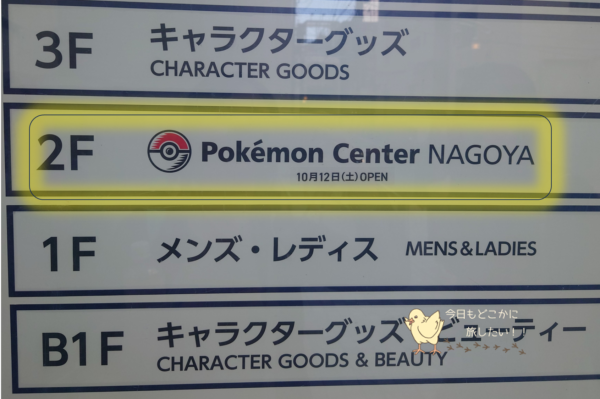 3F キャラクターグッズ
CHARACTER GOODS
2F Pokémon Center NAGOYA
10月12日(土)OPEN
1F メンズ・レディス MENS&LADIES
B1F キャラクターグッズ ビューティー
CHARACTER GOODS & BEAUTY
今日もどこかに
旅したい!!